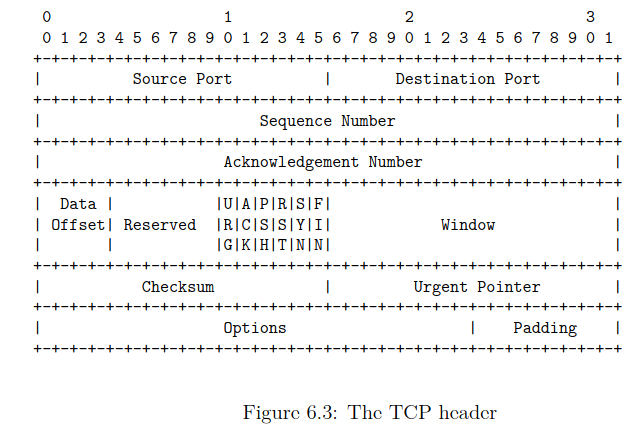 0                   1                   2                   3
 0 1 2 3 4 5 6 7 8 9 0 1 2 3 4 5 6 7 8 9 0 1 2 3 4 5 6 7 8 9 0 1
+-+-+-+-+-+-+-+-+-+-+-+-+-+-+-+-+-+-+-+-+-+-+-+-+-+-+-+-+-+-+-+-+
|          Source Port          |       Destination Port        |
+-+-+-+-+-+-+-+-+-+-+-+-+-+-+-+-+-+-+-+-+-+-+-+-+-+-+-+-+-+-+-+-+
|                        Sequence Number                        |
+-+-+-+-+-+-+-+-+-+-+-+-+-+-+-+-+-+-+-+-+-+-+-+-+-+-+-+-+-+-+-+-+
|                    Acknowledgement Number                     |
+-+-+-+-+-+-+-+-+-+-+-+-+-+-+-+-+-+-+-+-+-+-+-+-+-+-+-+-+-+-+-+-+
|  Data |           |U|A|P|R|S|F|                               |
| Offset| Reserved  |R|C|S|S|Y|I|            Window             |
|       |           |G|K|H|T|N|N|                               |
+-+-+-+-+-+-+-+-+-+-+-+-+-+-+-+-+-+-+-+-+-+-+-+-+-+-+-+-+-+-+-+-+
|           Checksum            |         Urgent Pointer        |
+-+-+-+-+-+-+-+-+-+-+-+-+-+-+-+-+-+-+-+-+-+-+-+-+-+-+-+-+-+-+-+-+
|                    Options                    |    Padding    |
+-+-+-+-+-+-+-+-+-+-+-+-+-+-+-+-+-+-+-+-+-+-+-+-+-+-+-+-+-+-+-+-+
Figure 6.3: The TCP header